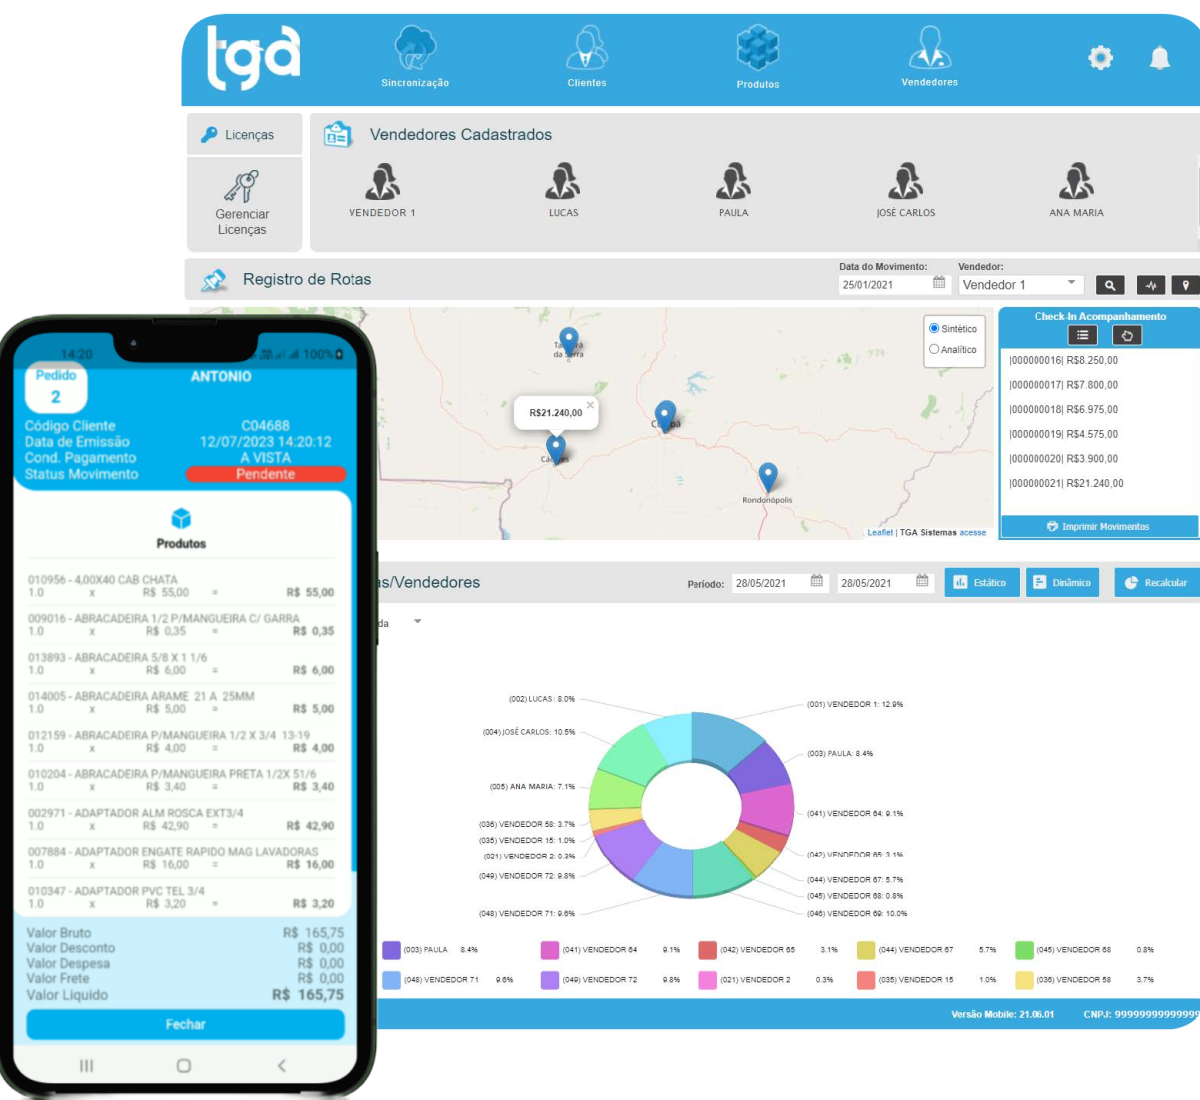 tga
Sincronização
Clientes
Produtos
Vendedores
Licenças
Gerenciar
Licenças
Vendedores Cadastrados
VENDEDOR 1
LUCAS
PAULA
JOSÉ CARLOS
ANA MARIA
Registro de Rotas
Data do Movimento:
25/01/2021
Vendedor:
Vendedor 1
da Serra
R$21.240,00 ×
Rondonópolis
Sintético
Analítico
Leaflet | TGA Sistemas acesse
Check-In Acompanhamento
|000000016| R$8.250,00
|000000017| R$7.800,00
|000000018| R$6.975,00
|000000019| R$4.575,00
|000000020| R$3.900,00
|000000021| R$21.240,00
Imprimir Movimentos
as/Vendedores
Período: 28/05/2021 28/05/2021
Estático
Dinâmico
Recalcular
da
(002) LUCAS: 8.0%
(004) JOSÉ CARLOS: 10.5%
(005) ANA MARIA: 7.1%
(036) VENDEDOR 58: 3.7%
(035) VENDEDOR 15: 1.0%
(021) VENDEDOR 2: 0.3%
(049) VENDEDOR 72: 9.8%
(048) VENDEDOR 71: 9.6%
(001) VENDEDOR 1: 12.9%
(003) PAULA: 8.4%
(041) VENDEDOR 64: 9.1%
(042) VENDEDOR 65: 3.1%
(044) VENDEDOR 67: 5.7%
(045) VENDEDOR 68: 0.8%
(046) VENDEDOR 69: 10.0%
(003) PAULA 8.4%
(041) VENDEDOR 64 9.1%
(042) VENDEDOR 65 3.1%
(044) VENDEDOR 67 5.7%
(045) VENDEDOR 68 0.8%
(048) VENDEDOR 71 9.6%
(049) VENDEDOR 72 9.8%
(021) VENDEDOR 2 0.3%
(035) VENDEDOR 15 1.0%
(036) VENDEDOR 58 3.7%
Versão Mobile: 21.06.01 CNPJ: 99999999999999
14:20 100%
Pedido
2
ANTONIO
Código Cliente C04688
Data de Emissão 12/07/2023 14:20:12
Cond. Pagamento A VISTA
Status Movimento Pendente
Produtos
010956 - 4,00X40 CAB CHATA
1.0 x R$ 55,00 = R$ 55,00
009016 - ABRACADEIRA 1/2 P/MANGUEIRA C/ GARRA
1.0 x R$ 0,35 = R$ 0,35
013893 - ABRACADEIRA 5/8 X 1 1/6
1.0 x R$ 6,00 = R$ 6,00
014005 - ABRACADEIRA ARAME 21 A 25MM
1.0 x R$ 5,00 = R$ 5,00
012159 - ABRACADEIRA P/MANGUEIRA 1/2 X 3/4 13-19
1.0 x R$ 4,00 = R$ 4,00
010204 - ABRACADEIRA P/MANGUEIRA PRETA 1/2X 51/6
1.0 x R$ 3,40 = R$ 3,40
002971 - ADAPTADOR ALM ROSCA EXT3/4
1.0 x R$ 42,90 = R$ 42,90
007884 - ADAPTADOR ENGATE RAPIDO MAG LAVADORAS
1.0 x R$ 16,00 = R$ 16,00
010347 - ADAPTADOR PVC TEL 3/4
1.0 x R$ 3,20 = R$ 3,20
Valor Bruto R$ 165,75
Valor Desconto R$ 0,00
Valor Despesa R$ 0,00
Valor Frete R$ 0,00
Valor Liquido R$ 165,75
Fechar